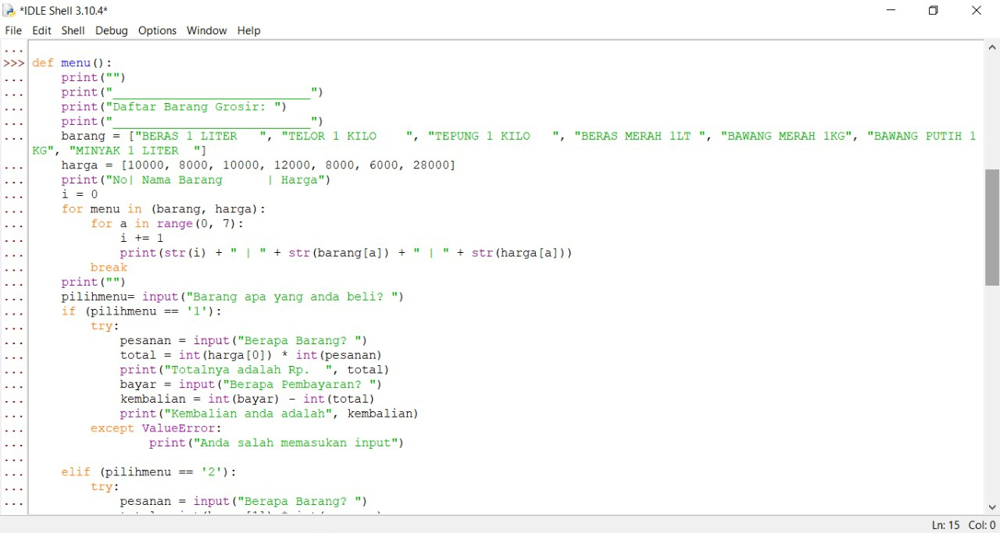 *IDLE Shell 3.10.4*
File Edit Shell Debug Options Window Help
...
>>> def menu():
...     print("")
...     print("___________________________")
...     print("Daftar Barang Grosir: ")
...     print("___________________________")
...     barang = ["BERAS 1 LITER   ", "TELOR 1 KILO    ", "TEPUNG 1 KILO   ", "BERAS MERAH 1LT ", "BAWANG MERAH 1KG", "BAWANG PUTIH 1
KG", "MINYAK 1 LITER  "]
...     harga = [10000, 8000, 10000, 12000, 8000, 6000, 28000]
...     print("No| Nama Barang      | Harga")
...     i = 0
...     for menu in (barang, harga):
...         for a in range(0, 7):
...             i += 1
...             print(str(i) + " | " + str(barang[a]) + " | " + str(harga[a]))
...         break
...     print("")
...     pilihmenu= input("Barang apa yang anda beli? ")
...     if (pilihmenu == '1'):
...         try:
...             pesanan = input("Berapa Barang? ")
...             total = int(harga[0]) * int(pesanan)
...             print("Totalnya adalah Rp.  ", total)
...             bayar = input("Berapa Pembayaran? ")
...             kembalian = int(bayar) - int(total)
...             print("Kembalian anda adalah", kembalian)
...         except ValueError:
...                 print("Anda salah memasukan input")
...
...     elif (pilihmenu == '2'):
...         try:
...             pesanan = input("Berapa Barang? ")
Ln: 15 Col: 0